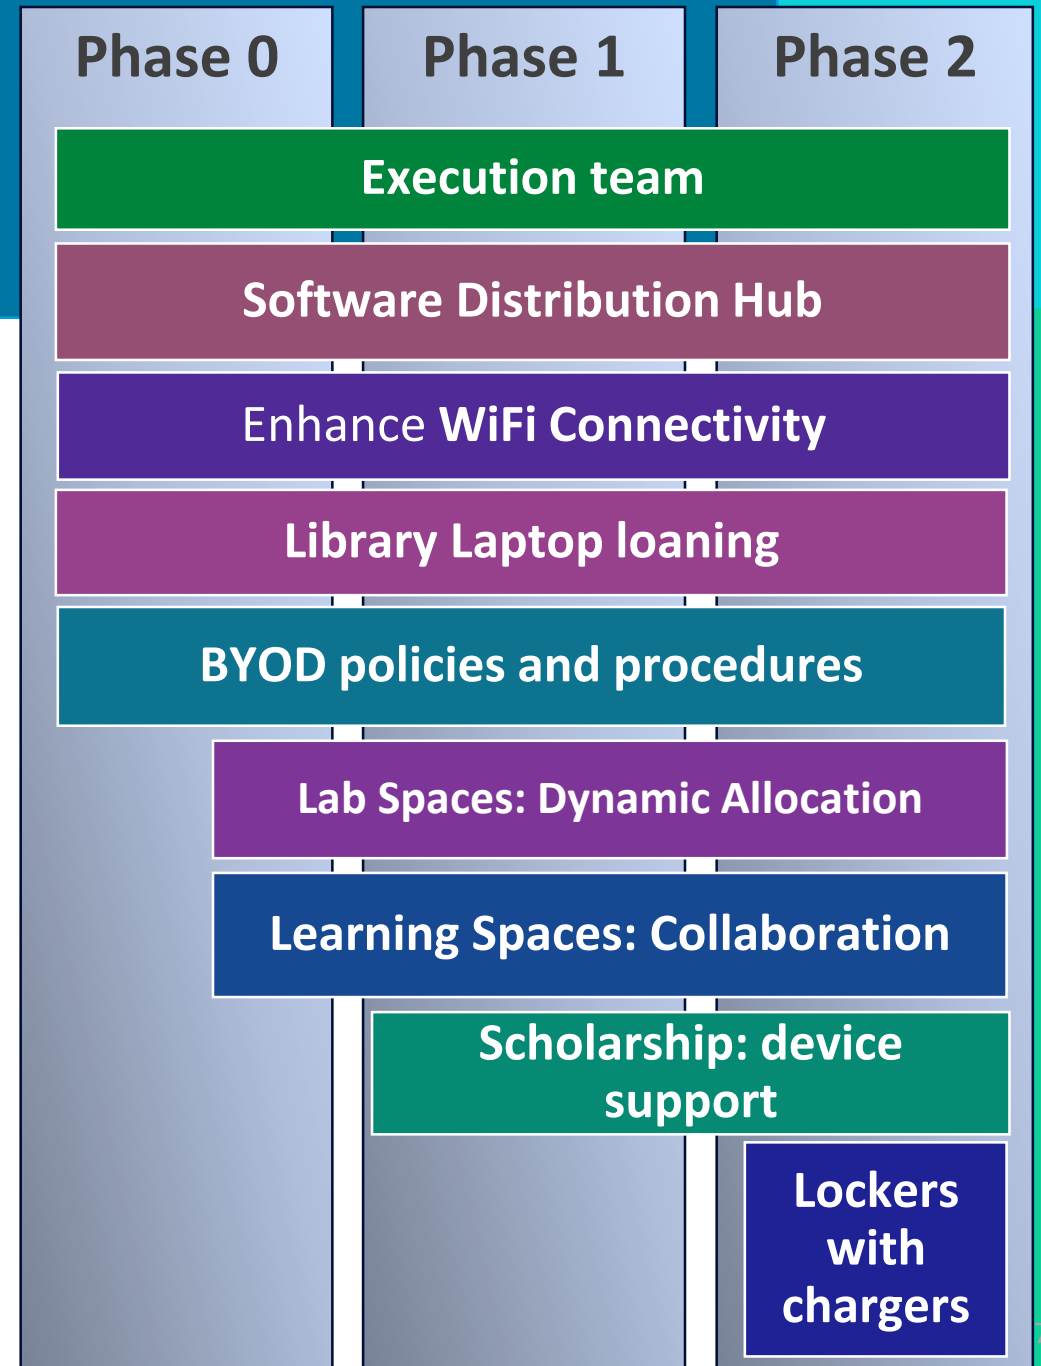 Phase 0
Phase 1
Phase 2
Execution team
Software Distribution Hub
Enhance WiFi Connectivity
Library Laptop loaning
BYOD policies and procedures
Lab Spaces: Dynamic Allocation
Learning Spaces: Collaboration
Scholarship: device
support
Lockers
with
chargers